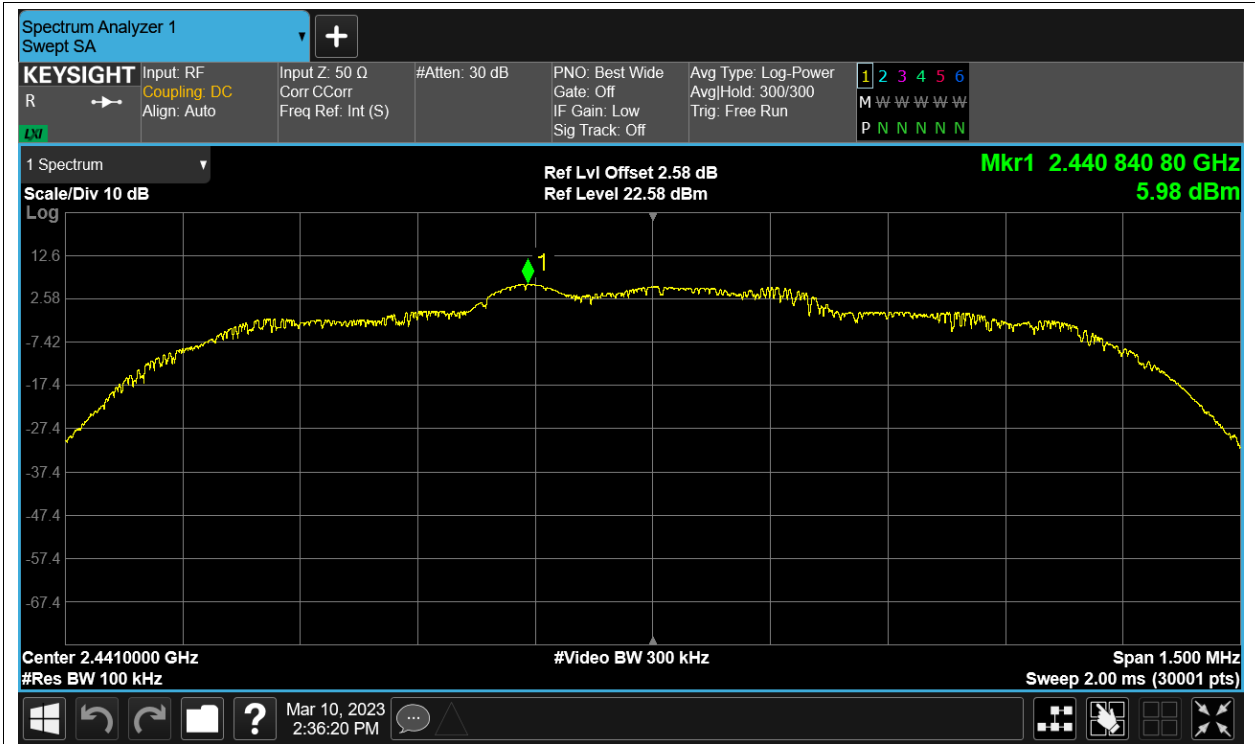 Spectrum Analyzer 1
Swept SA
KEYSIGHT
R
LXI
Input: RF
Coupling: DC
Align: Auto
Input Z: 50 Ω
Corr CCorr
Freq Ref: Int (S)
#Atten: 30 dB
PNO: Best Wide
Gate: Off
IF Gain: Low
Sig Track: Off
Avg Type: Log-Power
Avg|Hold: 300/300
Trig: Free Run
1 2 3 4 5 6
M W W W W W
P N N N N N
1 Spectrum
Scale/Div 10 dB
Log
Ref Lvl Offset 2.58 dB
Ref Level 22.58 dBm
Mkr1 2.440 840 80 GHz
5.98 dBm
1
12.6
2.58
-7.42
-17.4
-27.4
-37.4
-47.4
-57.4
-67.4
Center 2.4410000 GHz
#Video BW 300 kHz
Span 1.500 MHz
#Res BW 100 kHz
Sweep 2.00 ms (30001 pts)
?
Mar 10, 2023
2:36:20 PM